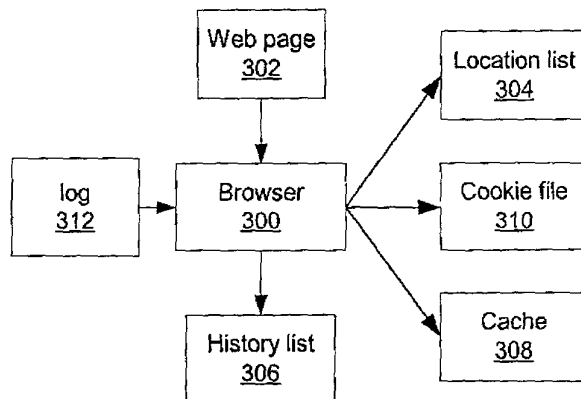 Web page
302
Location list
304
log
312
Browser
300
Cookie file
310
History list
306
Cache
308